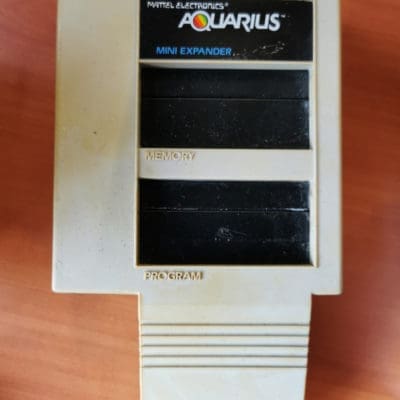 MATTEL ELECTRONICS®
AQUARIUS™
MINI EXPANDER
MEMORY
PROGRAM